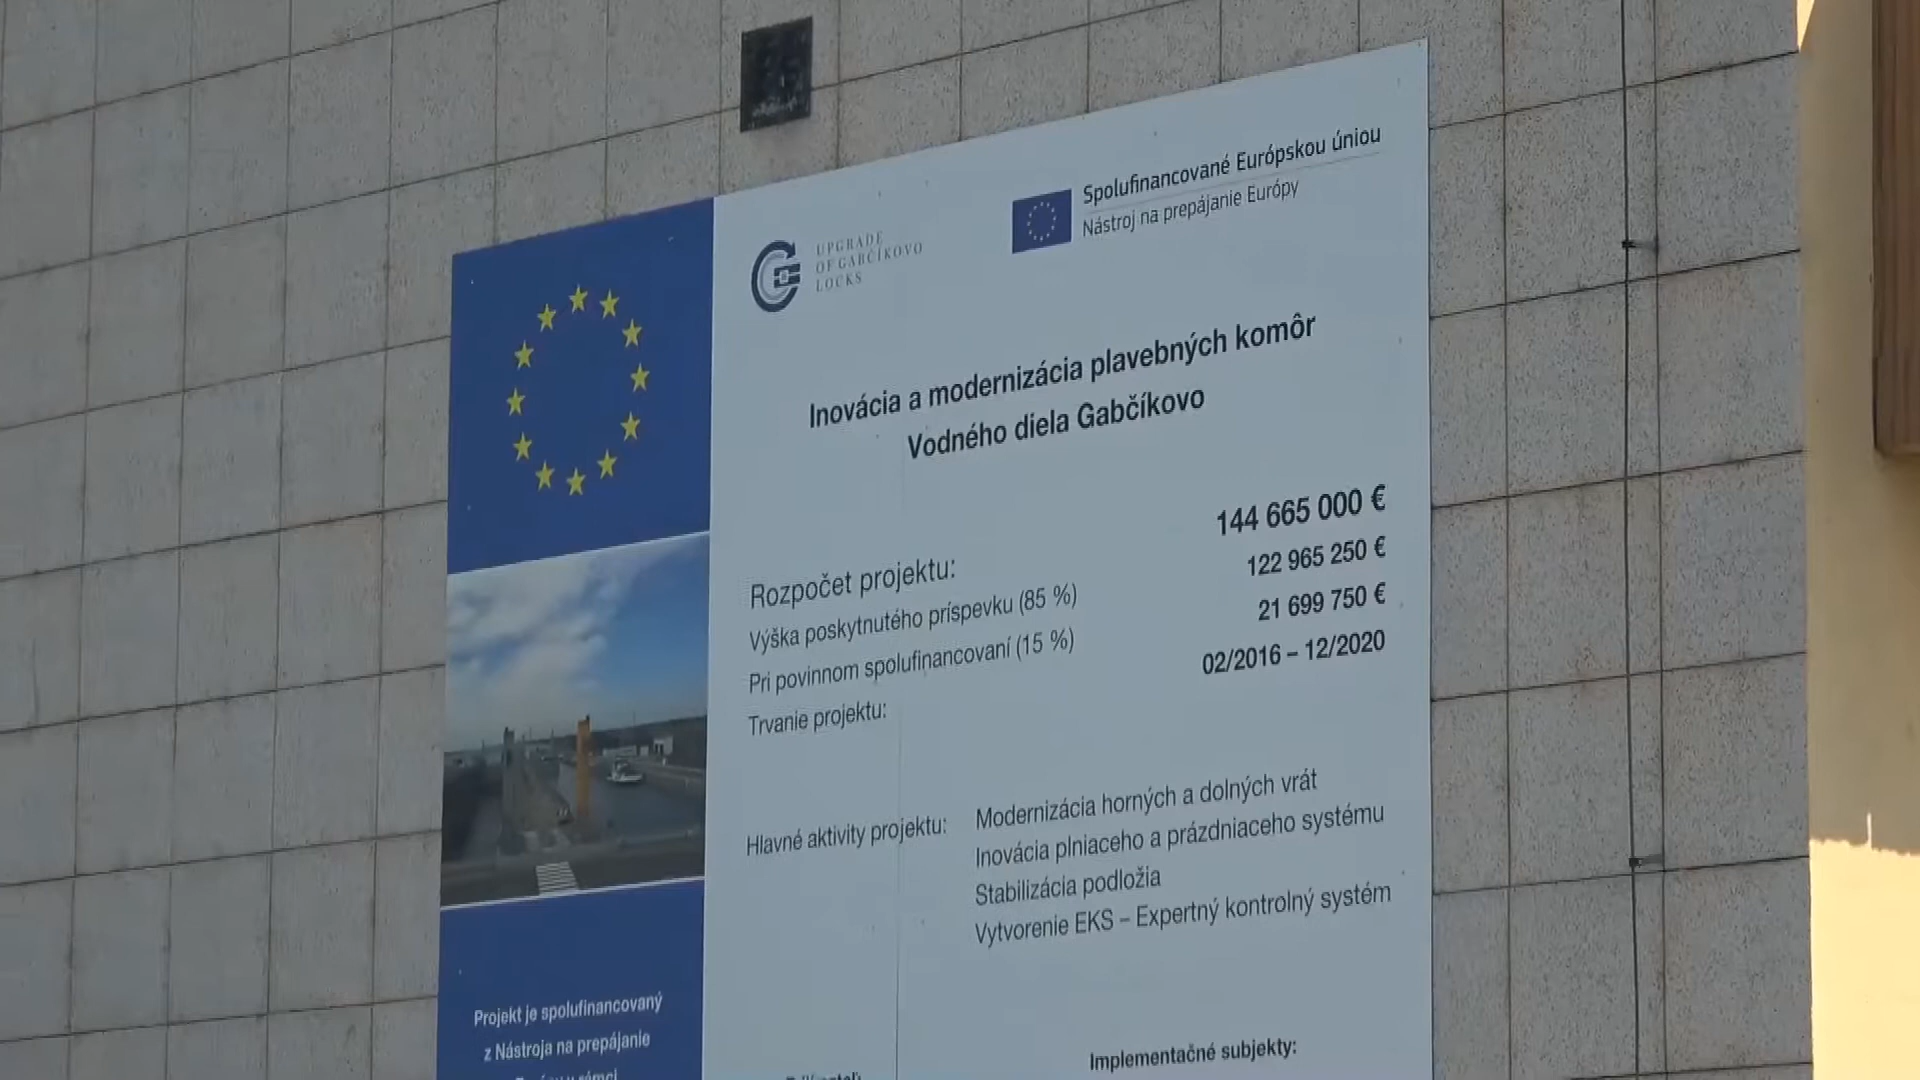 UPGRADE
OF GABČÍKOVO
LOCKS
Spolufinancované Európskou úniou
Nástroj na prepájanie Európy
Inovácia a modernizácia plavebných komôr
Vodného diela Gabčíkovo
Rozpočet projektu: 144 665 000 €
Výška poskytnutého príspevku (85 %) 122 965 250 €
Pri povinnom spolufinancovaní (15 %) 21 699 750 €
Trvanie projektu: 02/2016 – 12/2020
Hlavné aktivity projektu: Modernizácia horných a dolných vrát
Inovácia plniaceho a prázdniaceho systému
Stabilizácia podložia
Vytvorenie EKS – Expertný kontrolný systém
Projekt je spolufinancovaný
z Nástroja na prepájanie
Implementačné subjekty: